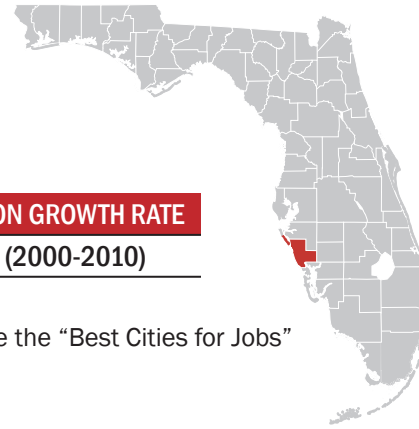 ON GROWTH RATE
(2000-2010)
e the “Best Cities for Jobs”